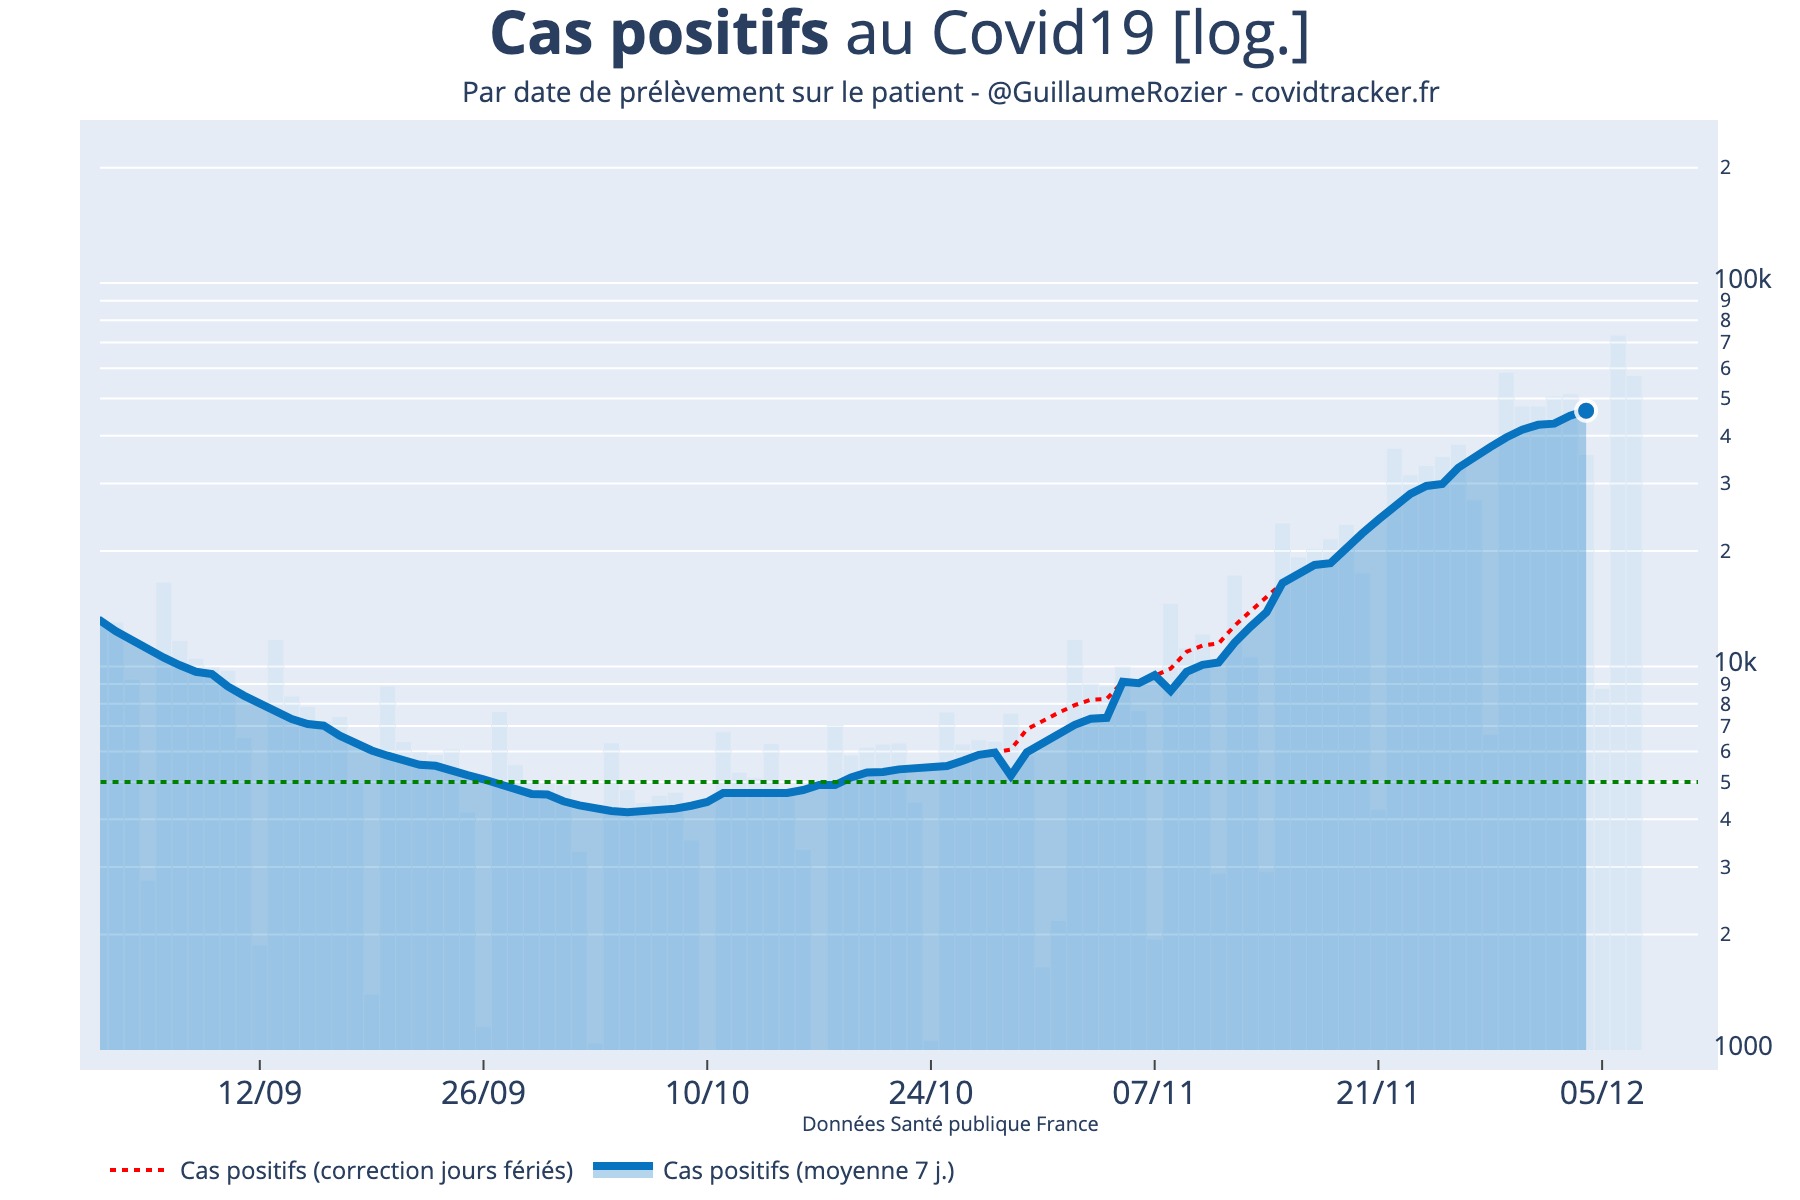 Cas positifs au Covid19 [log.]
Par date de prélèvement sur le patient - @GuillaumeRozier - covidtracker.fr
2
100k
9
8
7
6
5
4
3
2
10k
9
8
7
6
5
4
3
2
1000
12/09 26/09 10/10 24/10 07/11 21/11 05/12
Données Santé publique France
Cas positifs (correction jours fériés) Cas positifs (moyenne 7 j.)